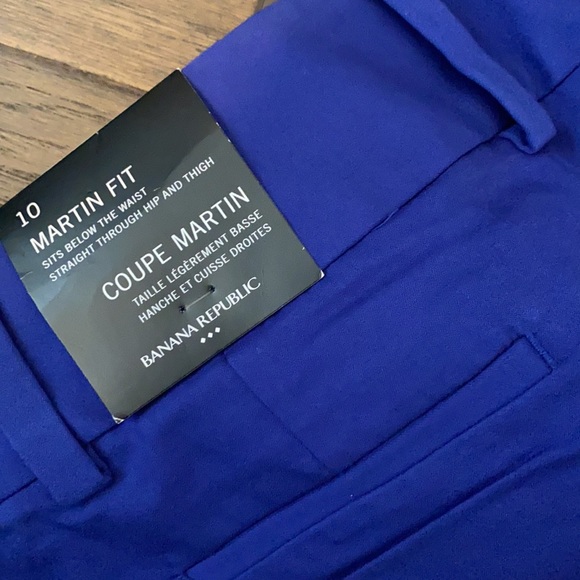 10
MARTIN FIT
SITS BELOW THE WAIST
STRAIGHT THROUGH HIP AND THIGH
COUPE MARTIN
TAILLE LÉGÈREMENT BASSE
HANCHE ET CUISSE DROITES
BANANA REPUBLIC